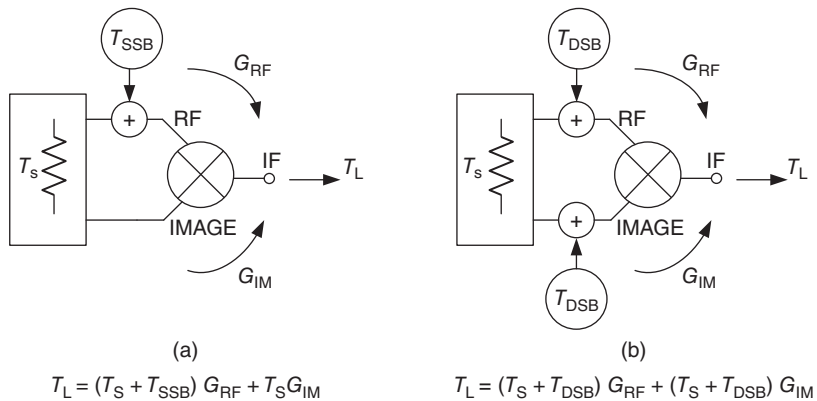 T_SSB
G_RF
RF
T_s
IF
T_L
IMAGE
G_IM
(a)
T_L = (T_S + T_SSB) G_RF + T_S G_IM
T_DSB
G_RF
RF
T_s
IF
T_L
IMAGE
G_IM
T_DSB
(b)
T_L = (T_S + T_DSB) G_RF + (T_S + T_DSB) G_IM